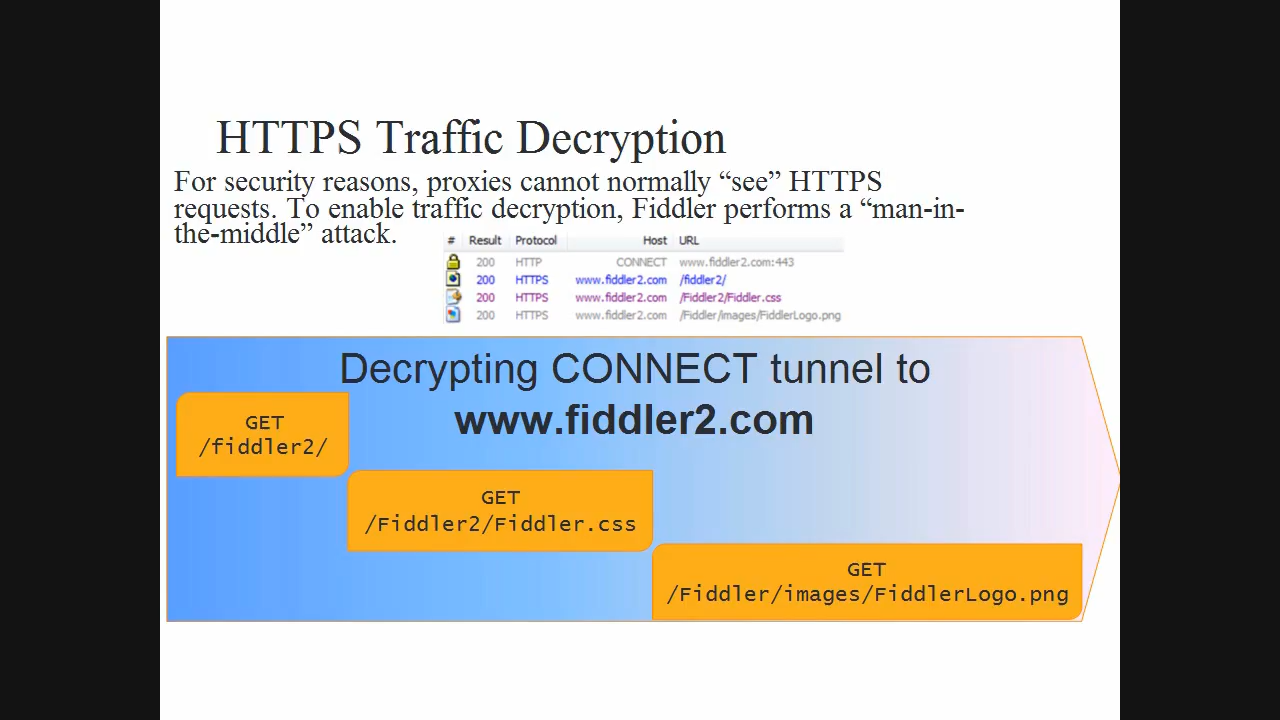 HTTPS Traffic Decryption
For security reasons, proxies cannot normally “see” HTTPS
requests. To enable traffic decryption, Fiddler performs a “man-in-
the-middle” attack.
# Result Protocol Host URL
200 HTTP CONNECT www.fiddler2.com:443
200 HTTPS www.fiddler2.com /fiddler2/
200 HTTPS www.fiddler2.com /Fiddler2/Fiddler.css
200 HTTPS www.fiddler2.com /Fiddler/images/FiddlerLogo.png
Decrypting CONNECT tunnel to
www.fiddler2.com
GET
/fiddler2/
GET
/Fiddler2/Fiddler.css
GET
/Fiddler/images/FiddlerLogo.png